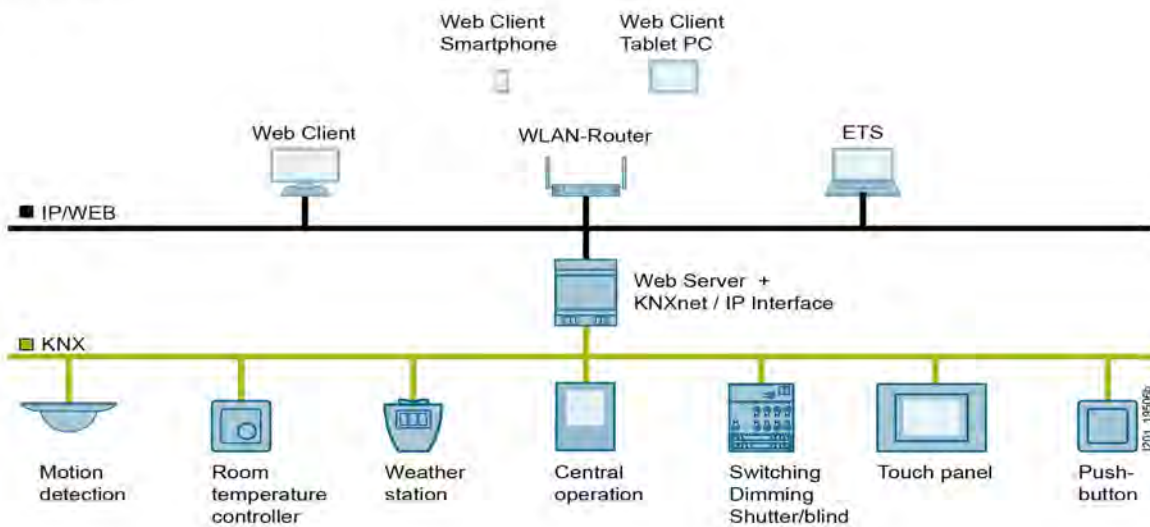 Web Client
Smartphone
Web Client
Tablet PC
Web Client
WLAN-Router
ETS
IP/WEB
Web Server +
KNXnet / IP Interface
KNX
Motion
detection
Room
temperature
controller
Weather
station
Central
operation
Switching
Dimming
Shutter/blind
Touch panel
Push-
button
I201_19506b